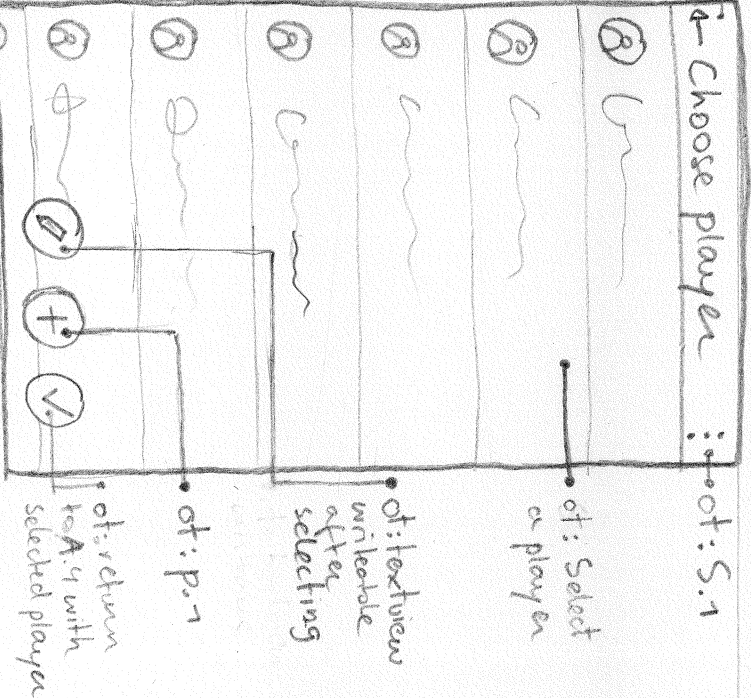 ← Choose player ⋮
ot: S.1
ot: Select
a player
ot: textview
writeable
after
selecting
ot: p.1
ot: return
to A.4 with
selected player